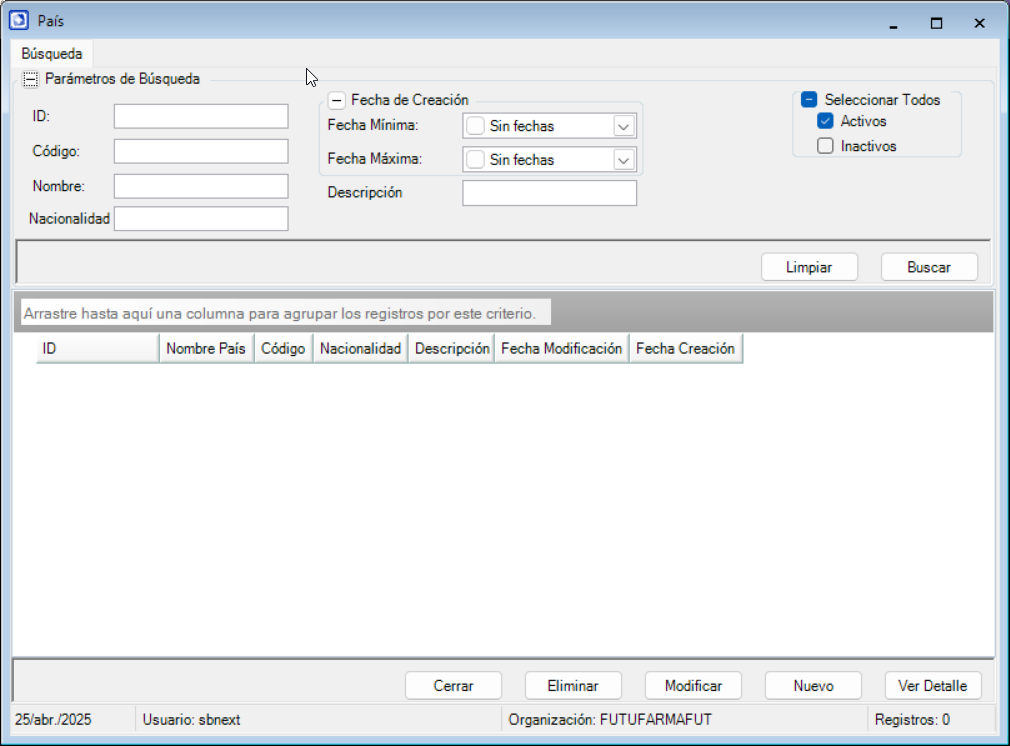 País
Búsqueda
Parámetros de Búsqueda
ID:
Código:
Nombre:
Nacionalidad
Fecha de Creación
Fecha Mínima:
Sin fechas
Fecha Máxima:
Sin fechas
Descripción
Seleccionar Todos
Activos
Inactivos
Limpiar
Buscar
Arrastre hasta aquí una columna para agrupar los registros por este criterio.
ID Nombre País Código Nacionalidad Descripción Fecha Modificación Fecha Creación
Cerrar Eliminar Modificar Nuevo Ver Detalle
25/abr./2025 Usuario: sbnext Organización: FUTUFARMAFUT Registros: 0